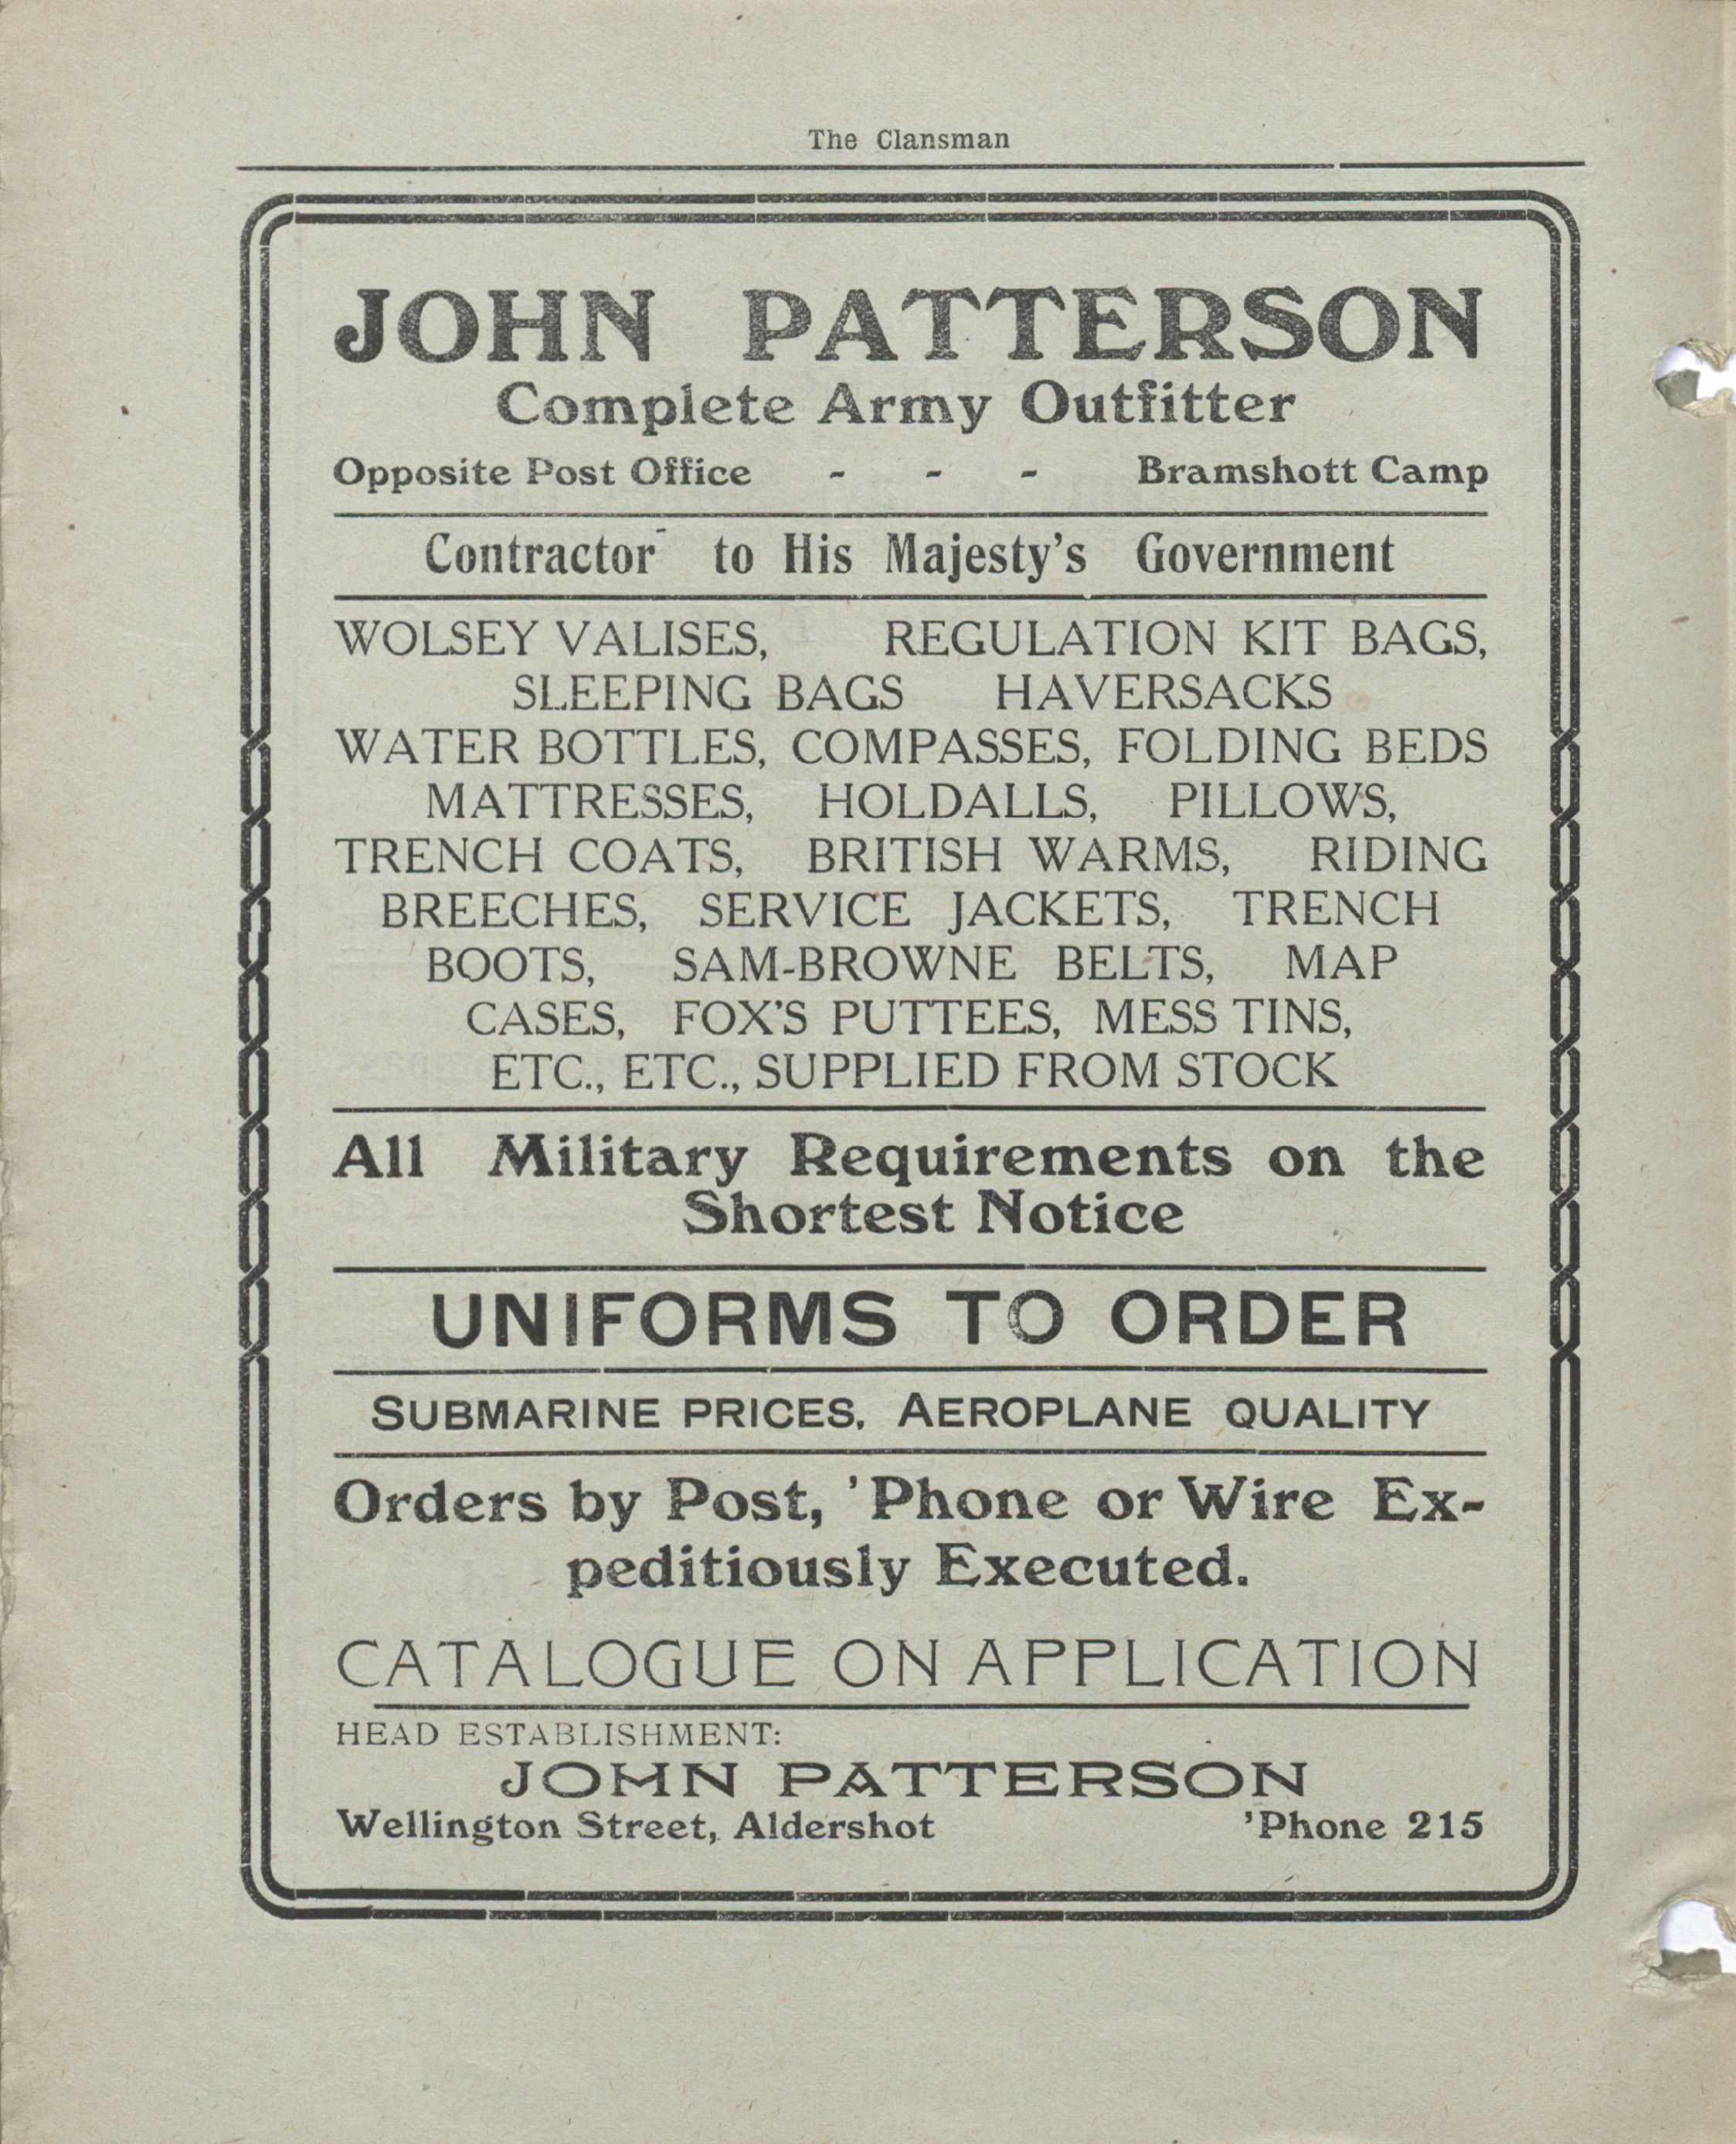 The Clansman
JOHN PATTERSON
Complete Army Outfitter
Opposite Post Office - - - Bramshott Camp
Contractor to His Majesty's Government
WOLSEY VALISES, REGULATION KIT BAGS,
SLEEPING BAGS HAVERSACKS
WATER BOTTLES, COMPASSES, FOLDING BEDS
MATTRESSES, HOLDALLS, PILLOWS,
TRENCH COATS, BRITISH WARMS, RIDING
BREECHES, SERVICE JACKETS, TRENCH
BOOTS, SAM-BROWNE BELTS, MAP
CASES, FOX'S PUTTEES, MESS TINS,
ETC., ETC., SUPPLIED FROM STOCK
All Military Requirements on the
Shortest Notice
UNIFORMS TO ORDER
SUBMARINE PRICES, AEROPLANE QUALITY
Orders by Post, 'Phone or Wire Ex-
peditiously Executed.
CATALOGUE ON APPLICATION
HEAD ESTABLISHMENT:
JOHN PATTERSON
Wellington Street, Aldershot 'Phone 215